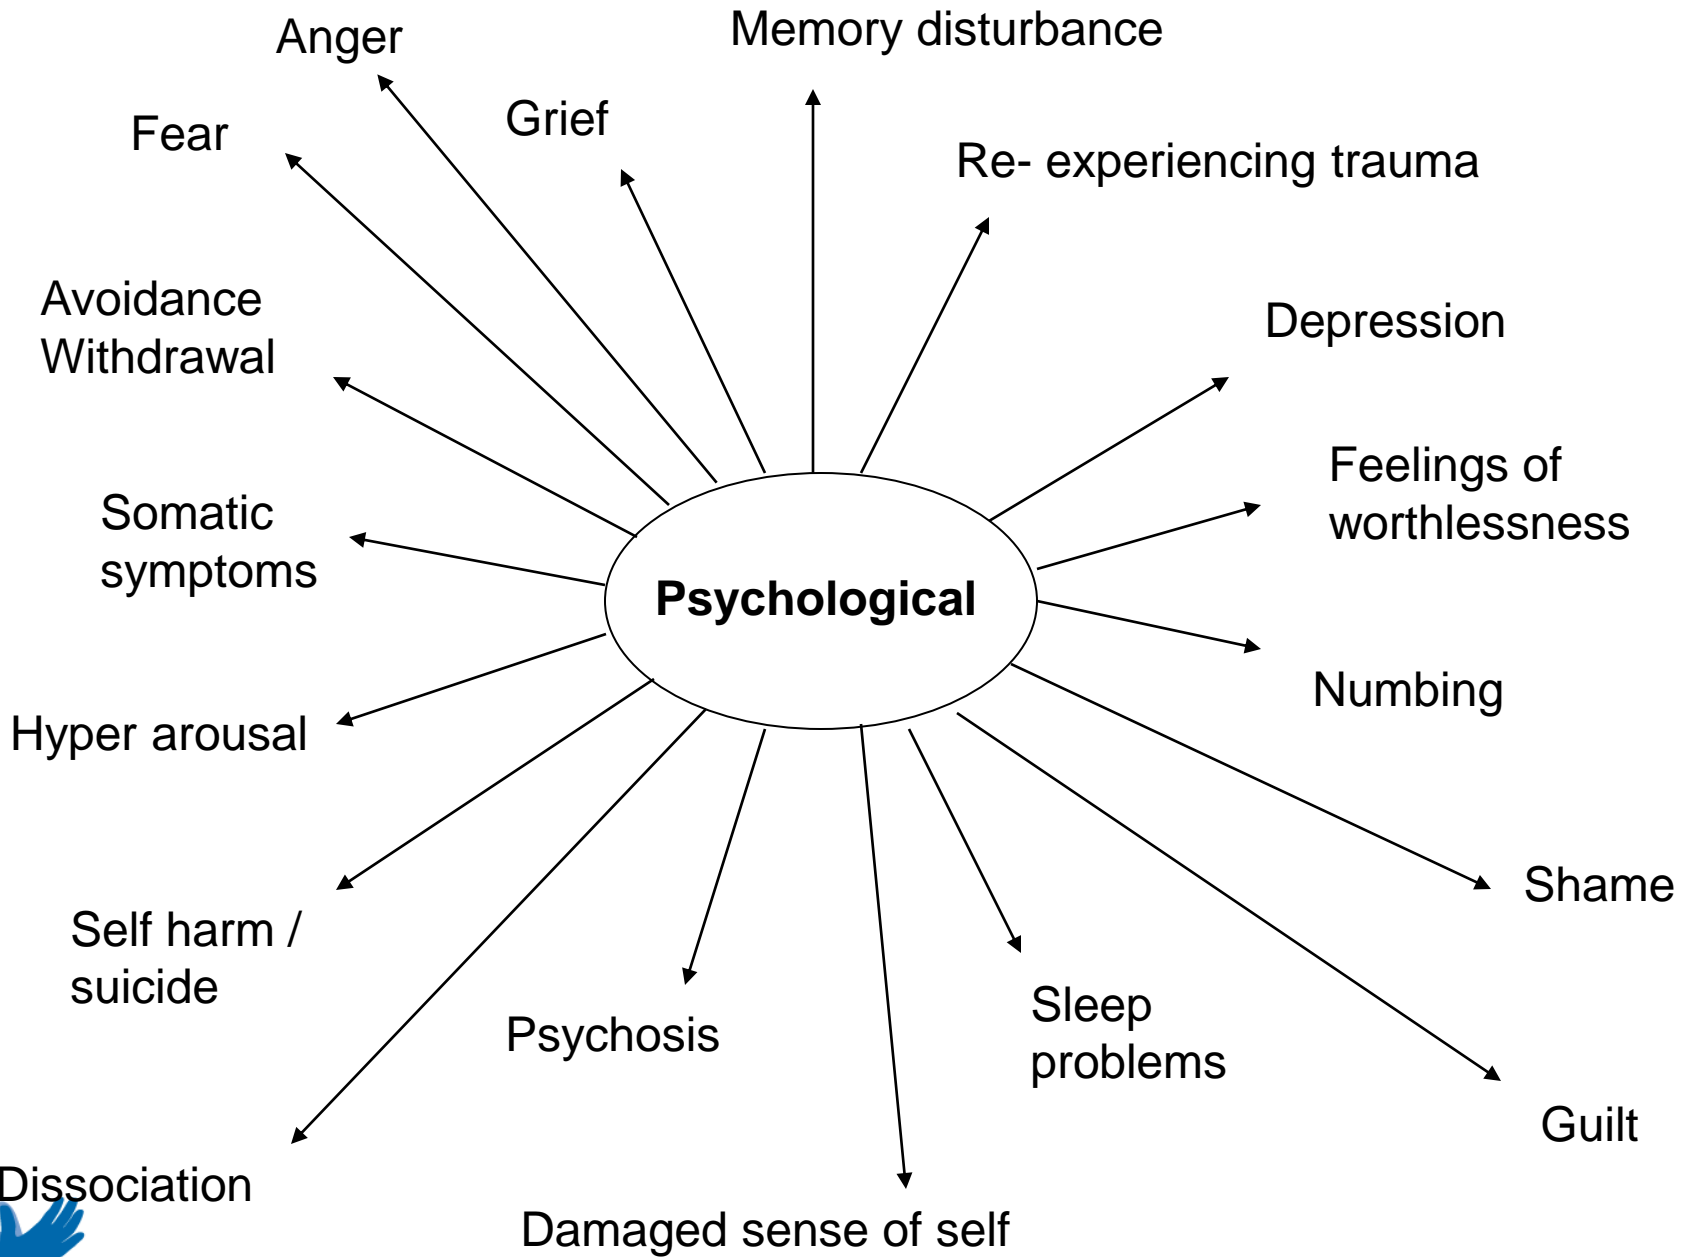 Memory disturbance
Anger
Grief
Fear
Re- experiencing trauma
Avoidance
Withdrawal
Depression
Feelings of
worthlessness
Somatic
symptoms
Psychological
Numbing
Hyper arousal
Shame
Self harm /
suicide
Sleep
problems
Psychosis
Guilt
Dissociation
Damaged sense of self